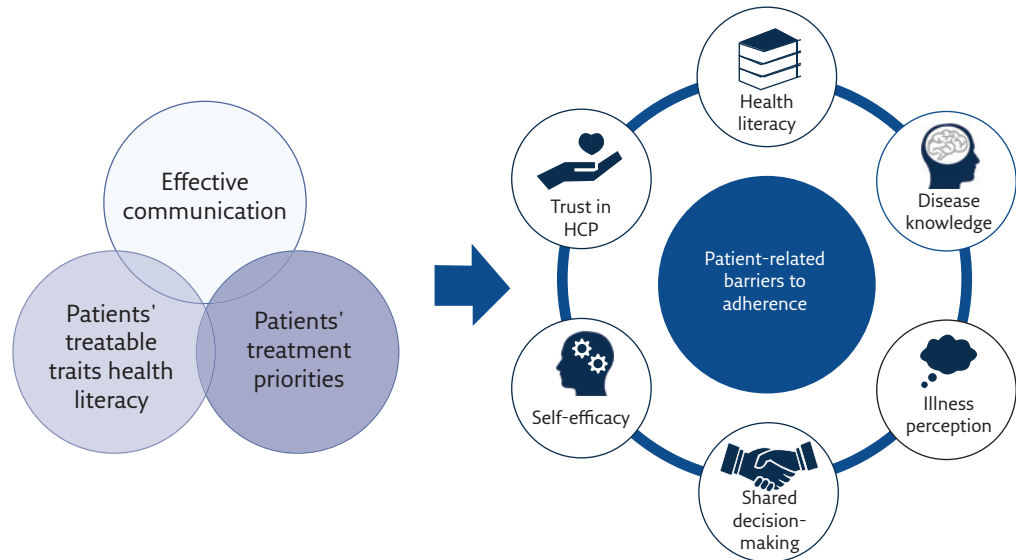 Effective
communication
Patients'
treatable
traits health
literacy
Patients'
treatment
priorities
Health
literacy
Disease
knowledge
Illness
perception
Shared
decision-
making
Self-efficacy
Trust in
HCP
Patient-related
barriers to
adherence